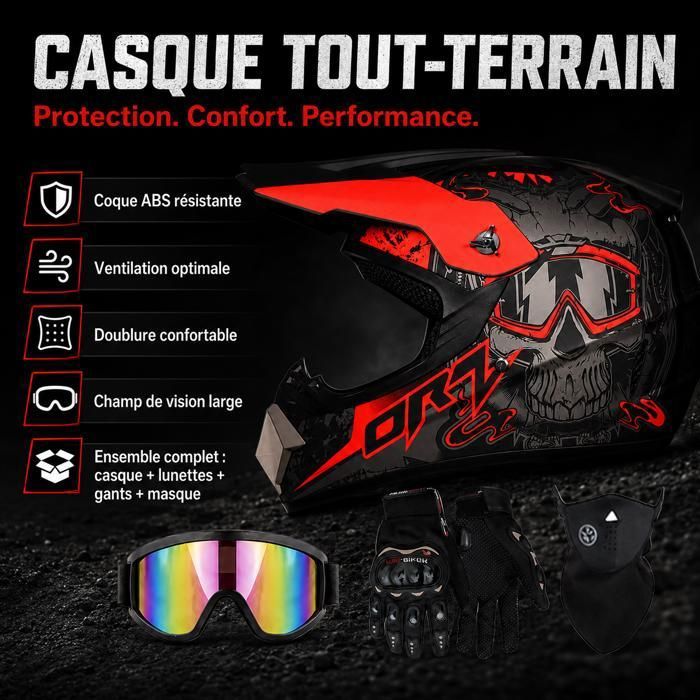 CASQUE TOUT-TERRAIN
Protection. Confort. Performance.
Coque ABS résistante
Ventilation optimale
Doublure confortable
Champ de vision large
Ensemble complet :
casque + lunettes +
gants + masque
ORZ